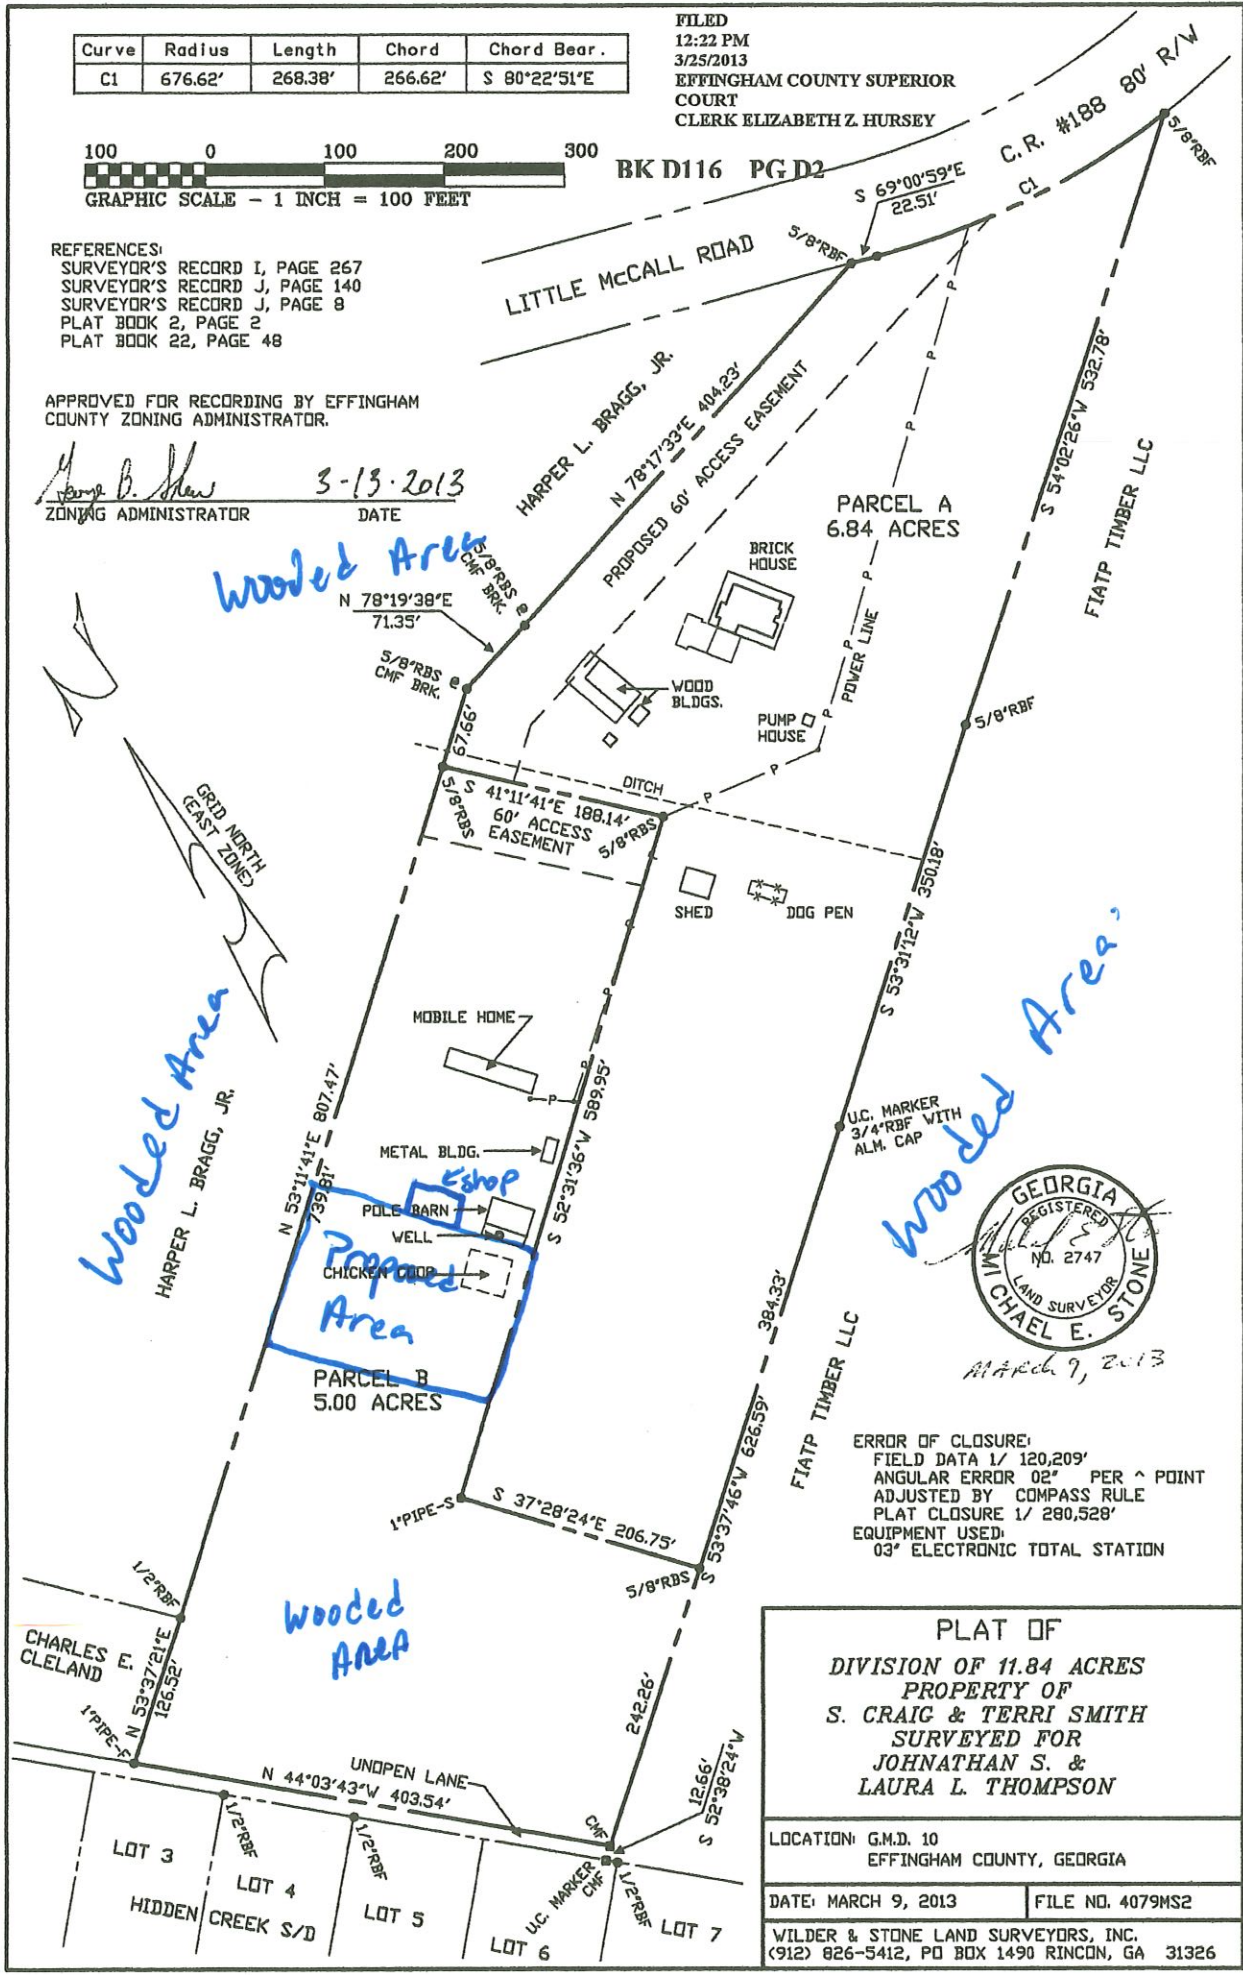 Curve Radius Length Chord Chord Bear.
C1 676.62' 268.38' 266.62' S 80°22'51"E
FILED
12:22 PM
3/25/2013
EFFINGHAM COUNTY SUPERIOR
COURT
CLERK ELIZABETH Z. HURSEY
BK D116 PG D2
100 0 100 200 300
GRAPHIC SCALE - 1 INCH = 100 FEET
REFERENCES:
SURVEYOR'S RECORD I, PAGE 267
SURVEYOR'S RECORD J, PAGE 140
SURVEYOR'S RECORD J, PAGE 8
PLAT BOOK 2, PAGE 2
PLAT BOOK 22, PAGE 48
APPROVED FOR RECORDING BY EFFINGHAM
COUNTY ZONING ADMINISTRATOR.
3-13-2013
ZONING ADMINISTRATOR DATE
C.R. #188 80' R/W
5/8"RBF
C1
S 69°00'59"E
22.51'
5/8"RBF
LITTLE McCALL ROAD
HARPER L. BRAGG, JR.
N 78°17'33"E 404.23'
PROPOSED 60' ACCESS EASEMENT
S 54°02'26"W 532.78'
FIATP TIMBER LLC
PARCEL A
6.84 ACRES
BRICK
HOUSE
Wooded Area
5/8"RBS
CMF BRK.
N 78°19'38"E
71.35'
5/8"RBS
CMF BRK.
P P P P P P P P P P
POWER LINE
WOOD
BLDGS.
PUMP
HOUSE
5/8"RBF
67.66'
DITCH
5/8"RBS
S 41°11'41"E 188.14'
60' ACCESS
EASEMENT
5/8"RBS
GRID NORTH
(EAST ZONE)
SHED
DOG PEN
S 53°31'12"W 350.18'
Wooded Area
HARPER L. BRAGG, JR.
MOBILE HOME
N 53°11'41"E 807.47'
739.81'
S 52°31'36"W 589.95'
METAL BLDG.
shop
POLE BARN
WELL
CHICKEN COOP
Proposed
Area
PARCEL B
5.00 ACRES
Wooded Area
U.C. MARKER
3/4"RBF WITH
ALM. CAP
GEORGIA
REGISTERED
NO. 2747
LAND SURVEYOR
MICHAEL E. STONE
MARCH 9, 2013
384.33'
FIATP TIMBER LLC
S 53°37'46"W 626.59'
ERROR OF CLOSURE:
FIELD DATA 1/ 120,209'
ANGULAR ERROR 02" PER ^ POINT
ADJUSTED BY COMPASS RULE
PLAT CLOSURE 1/ 280,528'
EQUIPMENT USED:
03" ELECTRONIC TOTAL STATION
1"PIPE-S
S 37°28'24"E 206.75'
5/8"RBS
1/2"RBF
CHARLES E.
CLELAND
N 53°37'21"E
126.52'
1"PIPE-F
Wooded
AREA
242.26'
12.66'
S 52°38'24"W
UNOPEN LANE
N 44°03'43"W 403.54'
CMF
U.C. MARKER
CMF
1/2"RBF
1/2"RBF
1/2"RBF
LOT 3
LOT 4
LOT 5
LOT 6
LOT 7
HIDDEN CREEK S/D
PLAT OF
DIVISION OF 11.84 ACRES
PROPERTY OF
S. CRAIG & TERRI SMITH
SURVEYED FOR
JOHNATHAN S. &
LAURA L. THOMPSON
LOCATION: G.M.D. 10
EFFINGHAM COUNTY, GEORGIA
DATE: MARCH 9, 2013 FILE NO. 4079MS2
WILDER & STONE LAND SURVEYORS, INC.
(912) 826-5412, PO BOX 1490 RINCON, GA 31326